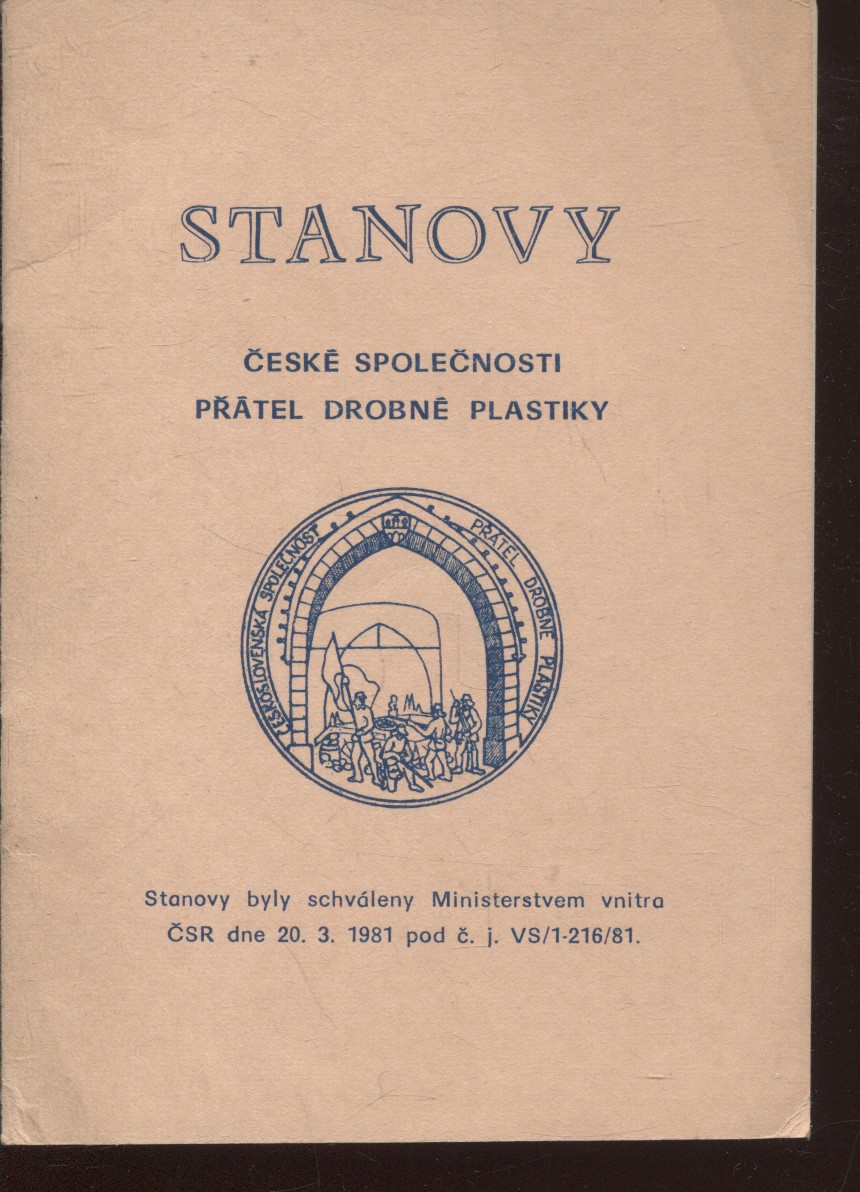 STANOVY
ČESKÉ SPOLEČNOSTI
PŘÁTEL DROBNÉ PLASTIKY
ČESKOSLOVENSKÁ SPOLEČNOST
PŘÁTEL DROBNÉ PLASTIKY
Stanovy byly schváleny Ministerstvem vnitra
ČSR dne 20. 3. 1981 pod č. j. VS/1-216/81.